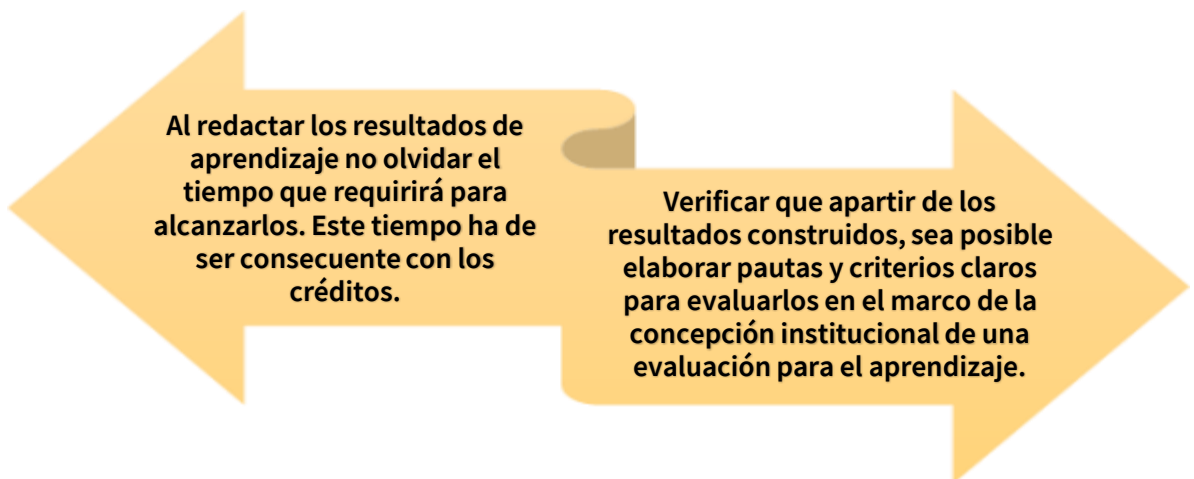 Al redactar los resultados de
aprendizaje no olvidar el
tiempo que requirirá para
alcanzarlos. Este tiempo ha de
ser consecuente con los
créditos.
Verificar que apartir de los
resultados construidos, sea posible
elaborar pautas y criterios claros
para evaluarlos en el marco de la
concepción institucional de una
evaluación para el aprendizaje.